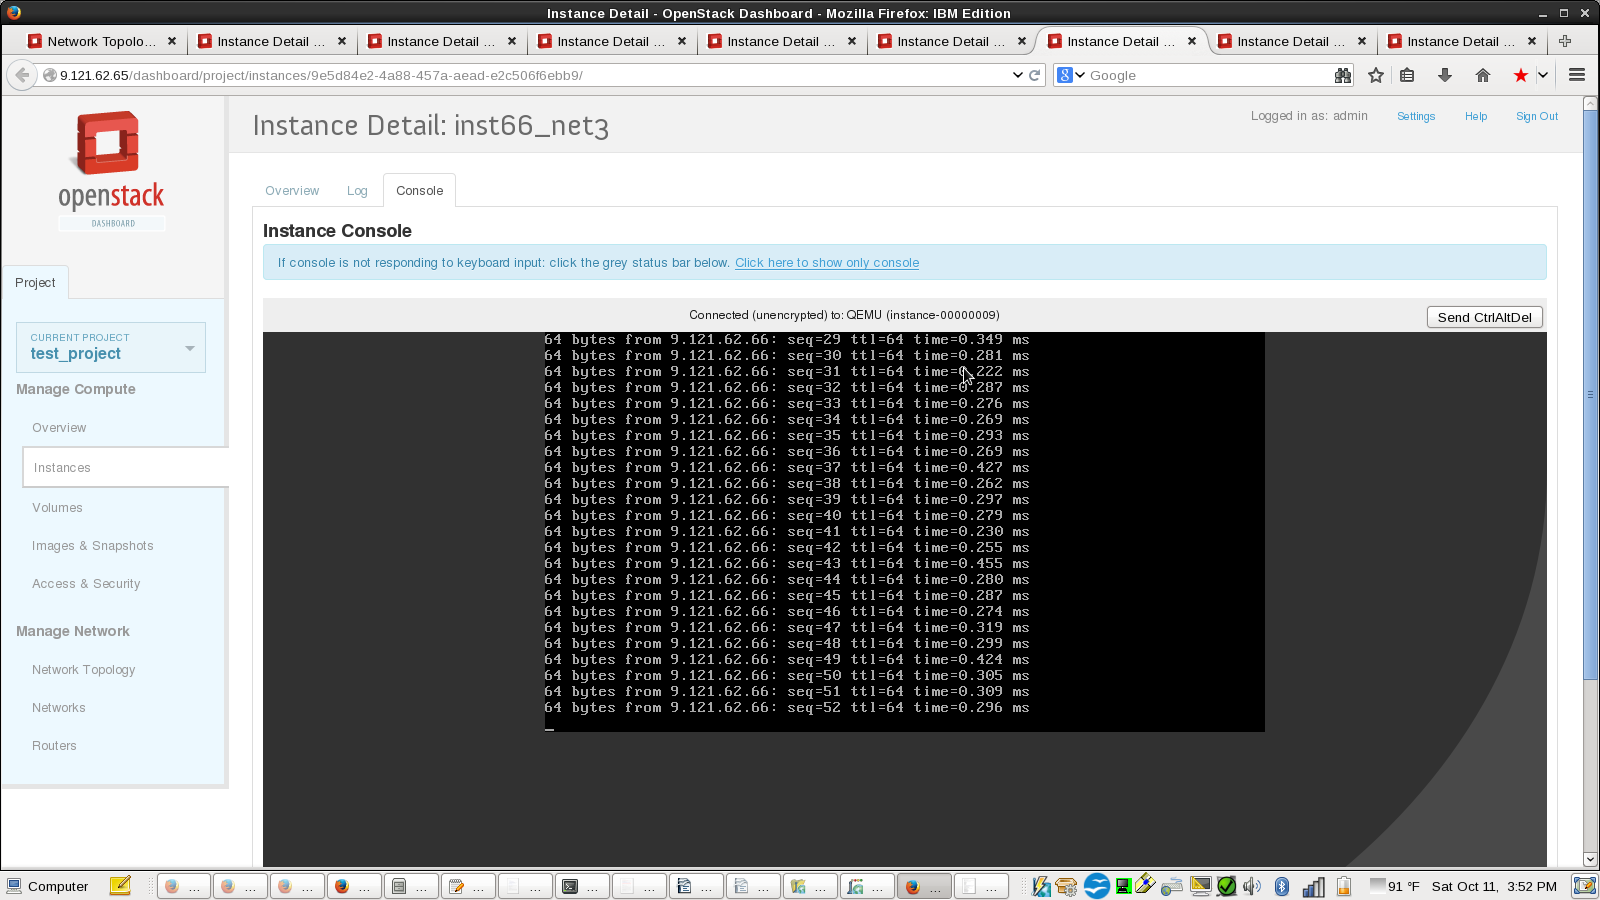 Instance Detail - OpenStack Dashboard - Mozilla Firefox: IBM Edition
Network Topolo... Instance Detail ... Instance Detail ... Instance Detail ... Instance Detail ... Instance Detail ... Instance Detail ... Instance Detail ... Instance Detail ...
9.121.62.65/dashboard/project/instances/9e5d84e2-4a88-457a-aead-e2c506f6ebb9/
8 Google
openstack
DASHBOARD
Project
CURRENT PROJECT
test_project
Manage Compute
Overview
Instances
Volumes
Images & Snapshots
Access & Security
Manage Network
Network Topology
Networks
Routers
Instance Detail: inst66_net3
Logged in as: admin Settings Help Sign Out
Overview Log Console
Instance Console
If console is not responding to keyboard input: click the grey status bar below. Click here to show only console
Connected (unencrypted) to: QEMU (instance-00000009)
Send CtrlAltDel
64 bytes from 9.121.62.66: seq=29 ttl=64 time=0.349 ms
64 bytes from 9.121.62.66: seq=30 ttl=64 time=0.281 ms
64 bytes from 9.121.62.66: seq=31 ttl=64 time=0.222 ms
64 bytes from 9.121.62.66: seq=32 ttl=64 time=0.287 ms
64 bytes from 9.121.62.66: seq=33 ttl=64 time=0.276 ms
64 bytes from 9.121.62.66: seq=34 ttl=64 time=0.269 ms
64 bytes from 9.121.62.66: seq=35 ttl=64 time=0.293 ms
64 bytes from 9.121.62.66: seq=36 ttl=64 time=0.269 ms
64 bytes from 9.121.62.66: seq=37 ttl=64 time=0.427 ms
64 bytes from 9.121.62.66: seq=38 ttl=64 time=0.262 ms
64 bytes from 9.121.62.66: seq=39 ttl=64 time=0.297 ms
64 bytes from 9.121.62.66: seq=40 ttl=64 time=0.279 ms
64 bytes from 9.121.62.66: seq=41 ttl=64 time=0.230 ms
64 bytes from 9.121.62.66: seq=42 ttl=64 time=0.255 ms
64 bytes from 9.121.62.66: seq=43 ttl=64 time=0.455 ms
64 bytes from 9.121.62.66: seq=44 ttl=64 time=0.280 ms
64 bytes from 9.121.62.66: seq=45 ttl=64 time=0.287 ms
64 bytes from 9.121.62.66: seq=46 ttl=64 time=0.274 ms
64 bytes from 9.121.62.66: seq=47 ttl=64 time=0.319 ms
64 bytes from 9.121.62.66: seq=48 ttl=64 time=0.299 ms
64 bytes from 9.121.62.66: seq=49 ttl=64 time=0.424 ms
64 bytes from 9.121.62.66: seq=50 ttl=64 time=0.305 ms
64 bytes from 9.121.62.66: seq=51 ttl=64 time=0.309 ms
64 bytes from 9.121.62.66: seq=52 ttl=64 time=0.296 ms
Computer ... ... ... ... ... ... ... ... ... ... ... ... ... ... ... 91 °F Sat Oct 11, 3:52 PM